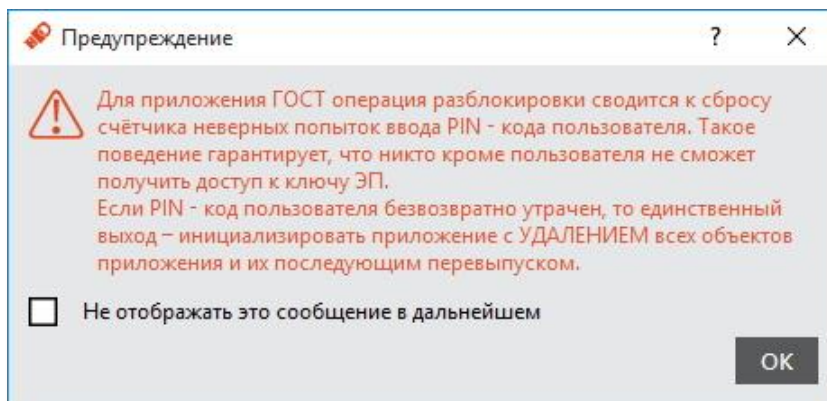 Предупреждение
?
Для приложения ГОСТ операция разблокировки сводится к сбросу
счётчика неверных попыток ввода PIN - кода пользователя. Такое
поведение гарантирует, что никто кроме пользователя не сможет
получить доступ к ключу ЭП.
Если PIN - код пользователя безвозвратно утрачен, то единственный
выход – инициализировать приложение с УДАЛЕНИЕМ всех объектов
приложения и их последующим перевыпуском.
Не отображать это сообщение в дальнейшем
ОК